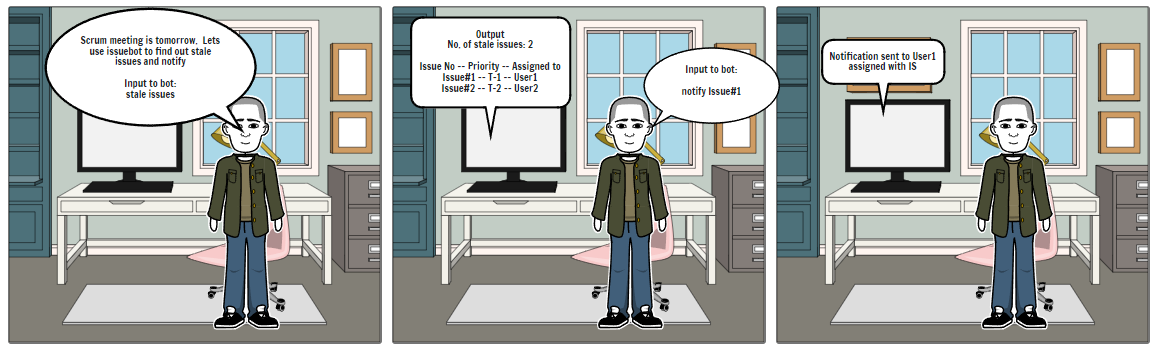 Scrum meeting is tomorrow. Lets
use issuebot to find out stale
issues and notify
Input to bot:
stale issues
Output
No. of stale issues: 2
Issue No -- Priority -- Assigned to
Issue#1 -- T-1 -- User1
Issue#2 -- T-2 -- User2
Input to bot:
notify Issue#1
Notification sent to User1
assigned with IS